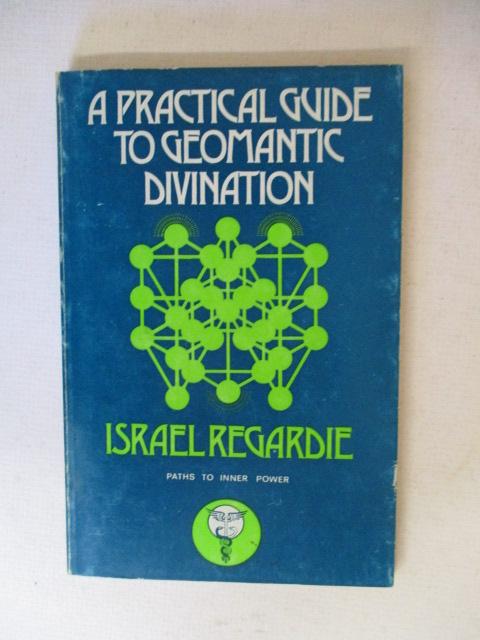 A PRACTICAL GUIDE
TO GEOMANTIC
DIVINATION
ISRAEL REGARDIE
PATHS TO INNER POWER